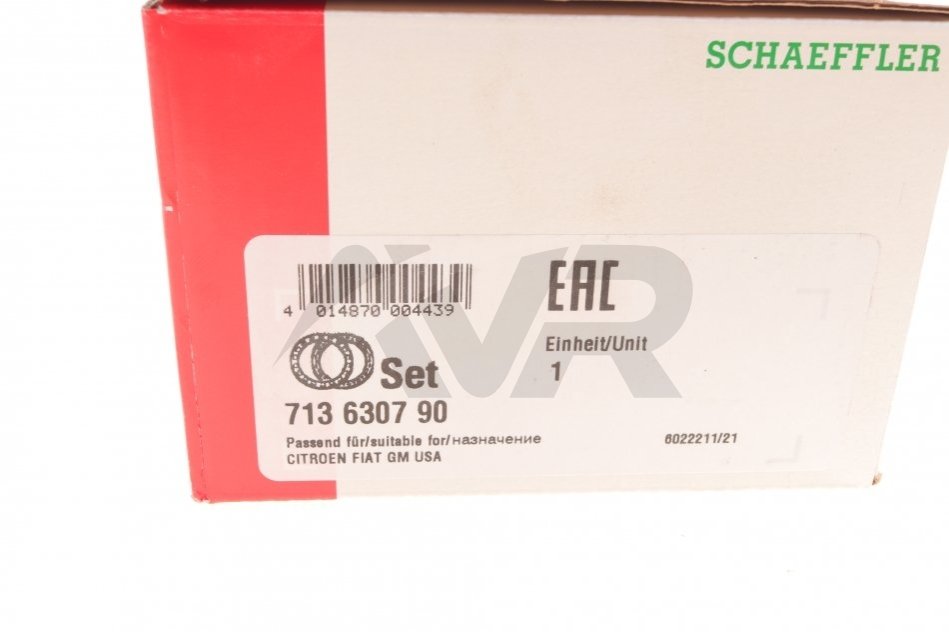 SCHAEFFLER
EAC
4 014870 004439
Einheit/Unit
1
Set
713 6307 90
Passend für/suitable for/назначение
CITROEN FIAT GM USA
6022211/21
AVR